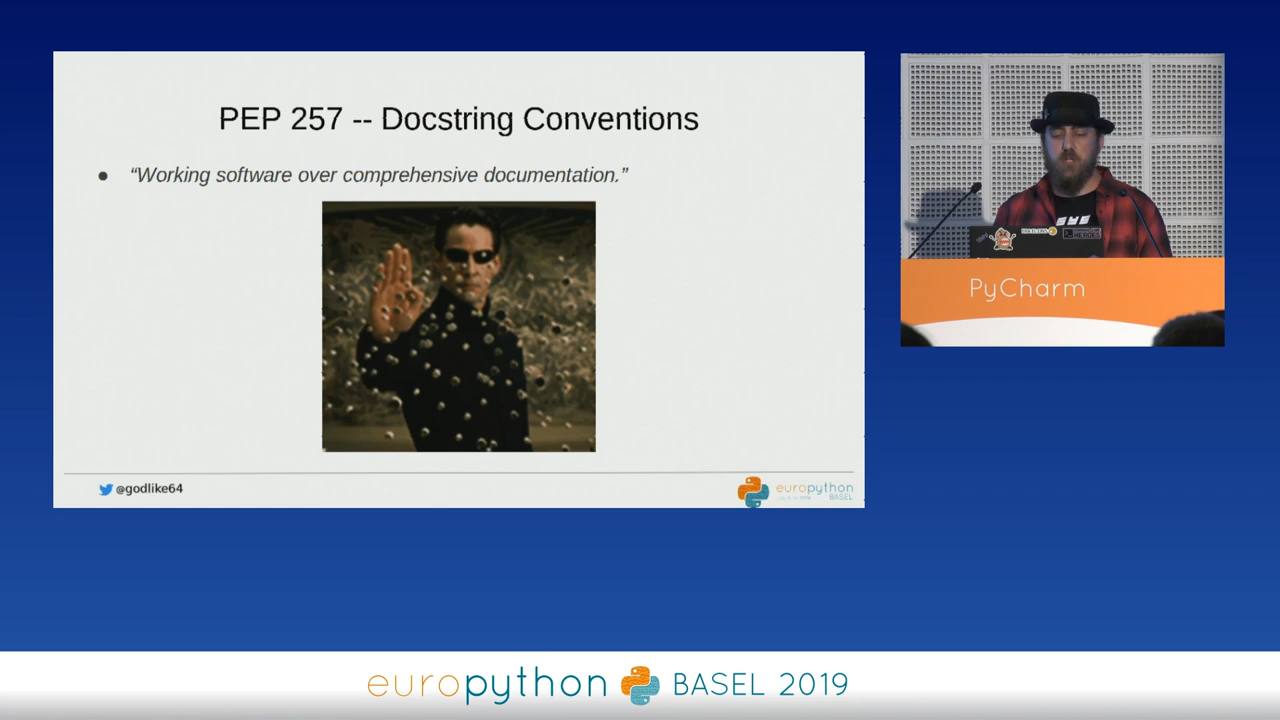 PEP 257 -- Docstring Conventions
● “Working software over comprehensive documentation.”
@godlike64
europython
BASEL
PyCharm
europython BASEL 2019